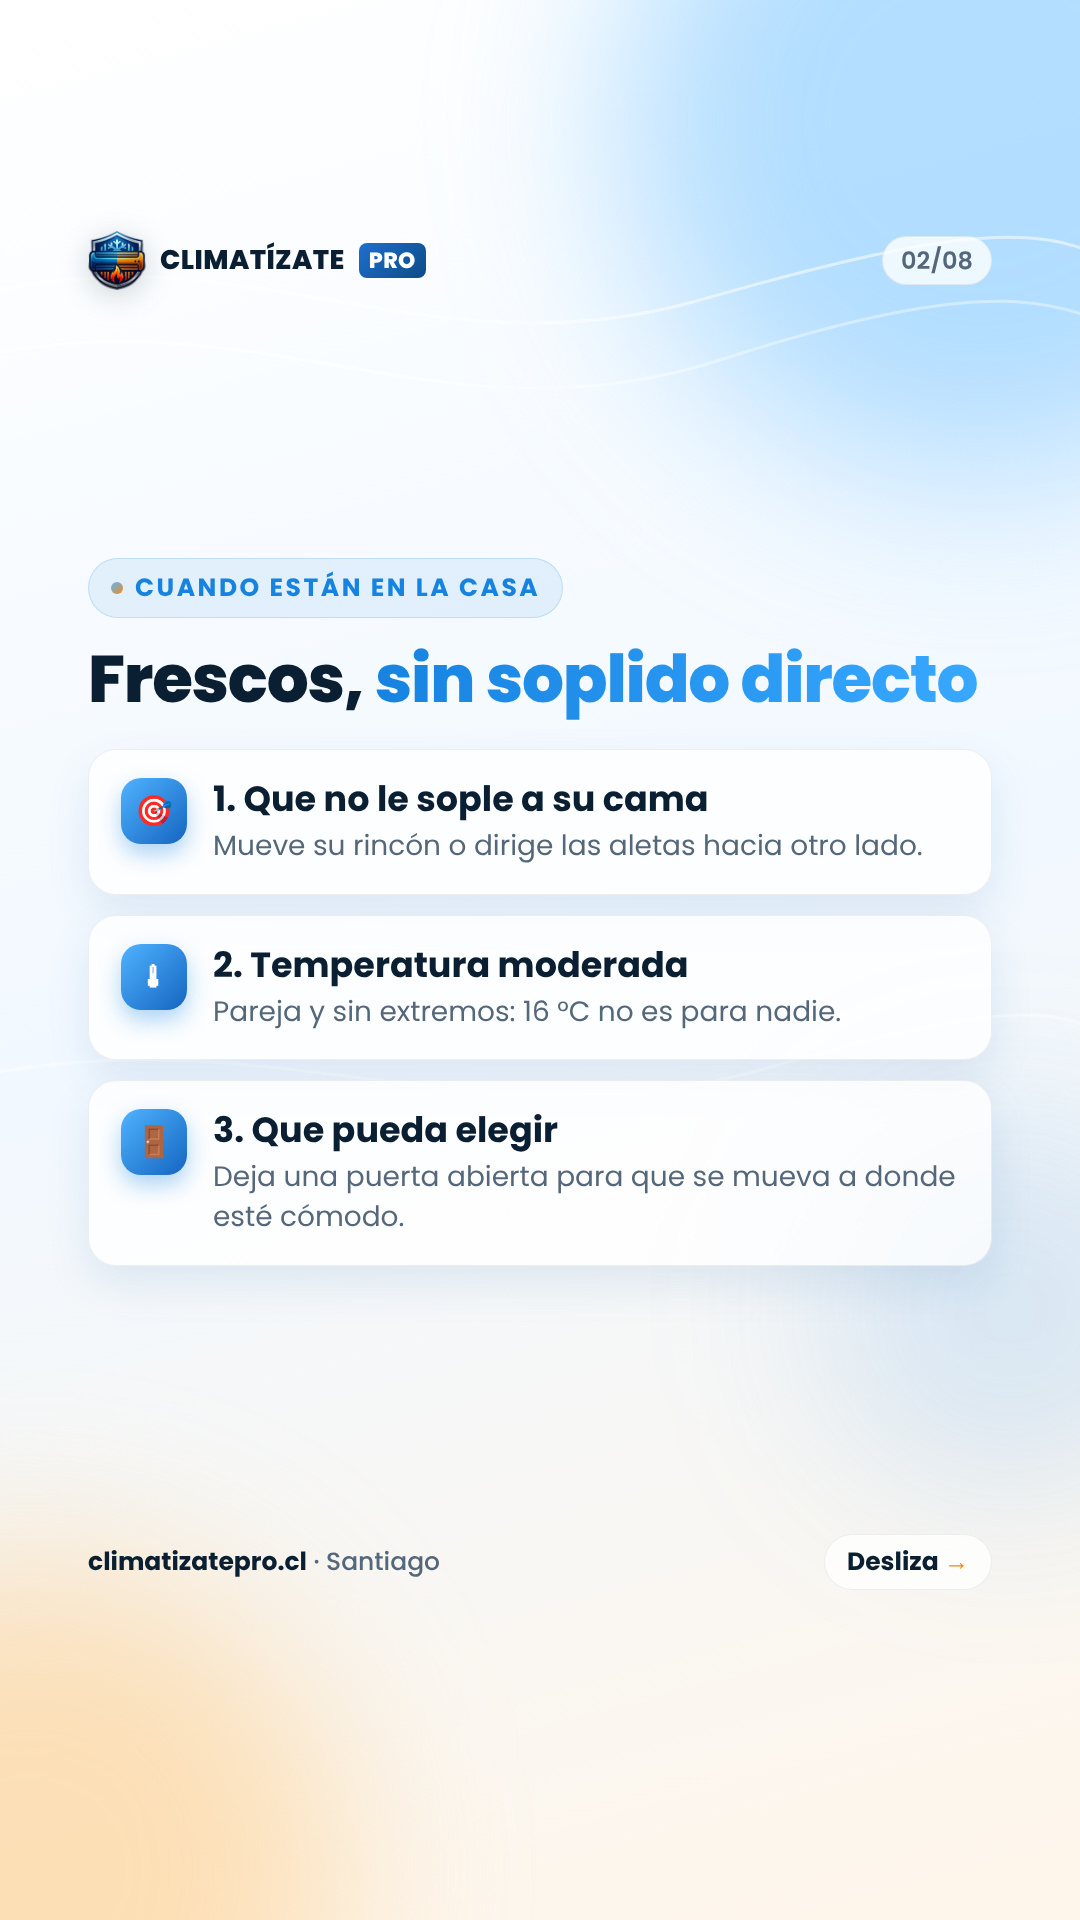 CLIMATÍZATE PRO
02/08
CUANDO ESTÁN EN LA CASA
Frescos, sin soplido directo
1. Que no le sople a su cama
Mueve su rincón o dirige las aletas hacia otro lado.
2. Temperatura moderada
Pareja y sin extremos: 16 °C no es para nadie.
3. Que pueda elegir
Deja una puerta abierta para que se mueva a donde
esté cómodo.
climatizatepro.cl · Santiago
Desliza →